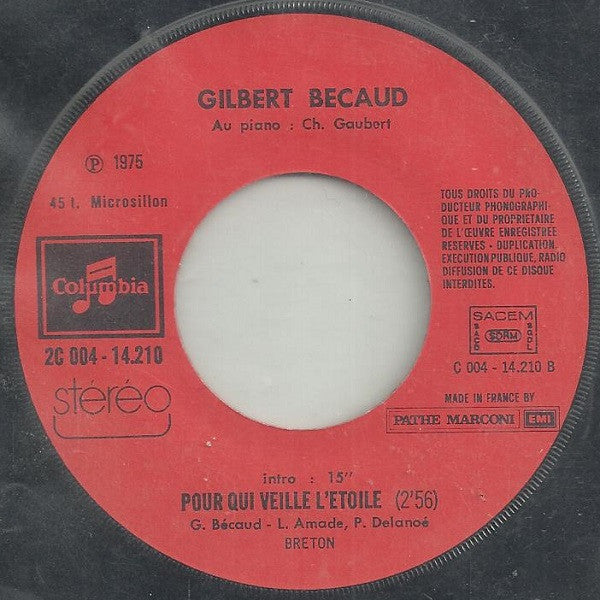 GILBERT BECAUD
Au piano : Ch. Gaubert
Ⓟ 1975
45 t. Microsillon
Columbia
2C 004 - 14.210
stéréo
TOUS DROITS DU PRO-
DUCTEUR PHONOGRAPHI-
QUE ET DU PROPRIETAIRE
DE L'ŒUVRE ENREGISTREE
RESERVES - DUPLICATION,
EXECUTION PUBLIQUE, RADIO
DIFFUSION DE CE DISQUE
INTERDITES.
SACEM
SACD SDRM SGDL
C 004 - 14.210 B
MADE IN FRANCE BY
PATHE MARCONI EMI
intro : 15"
POUR QUI VEILLE L'ETOILE (2'56)
G. Bécaud - L. Amade, P. Delanoé
BRETON